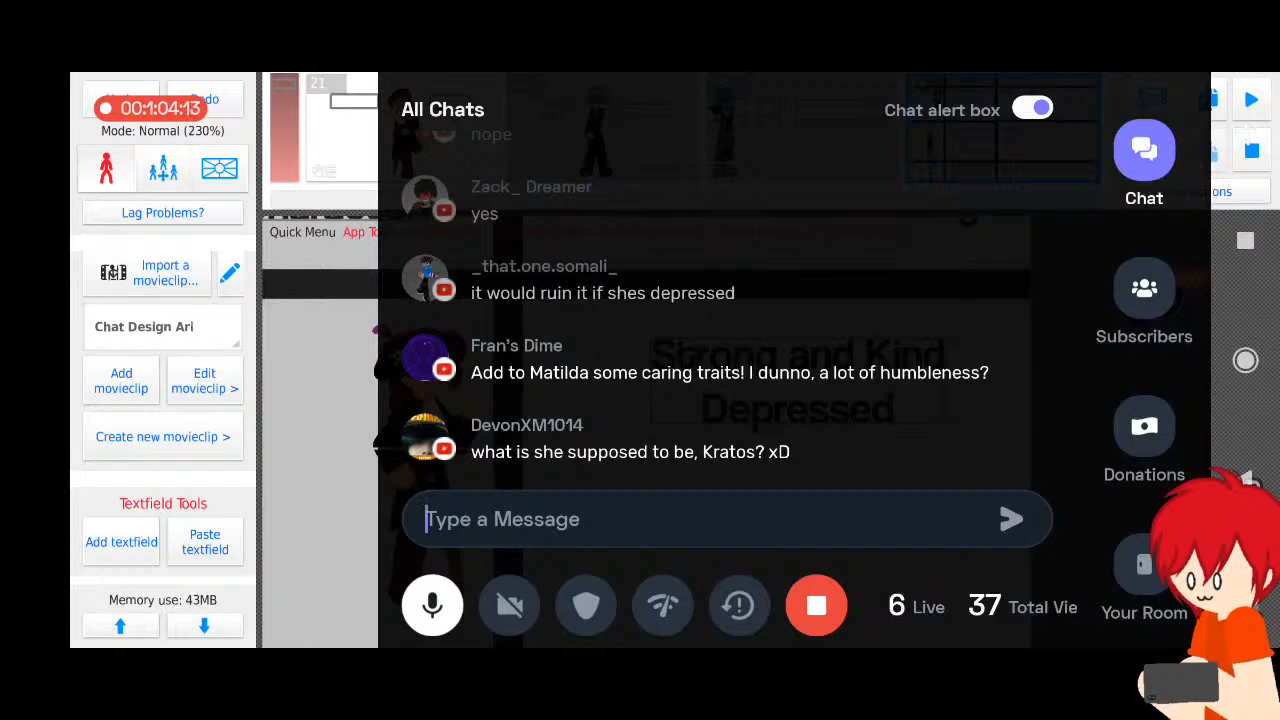 00:1:04:13
Mode: Normal (230%)
Lag Problems?
Import a
movieclip...
Chat Design Ari
Add
movieclip
Edit
movieclip >
Create new movieclip >
Textfield Tools
Add textfield
Paste
textfield
Memory use: 43MB
21
Quick Menu
All Chats
Chat alert box
nope
Zack_ Dreamer
yes
_that.one.somali_
it would ruin it if shes depressed
Fran's Dime
Add to Matilda some caring traits! I dunno, a lot of humbleness?
DevonXM1014
what is she supposed to be, Kratos? xD
Strong and Kind
Depressed
Type a Message
6 Live
37 Total Vie
Chat
Subscribers
Donations
Your Room